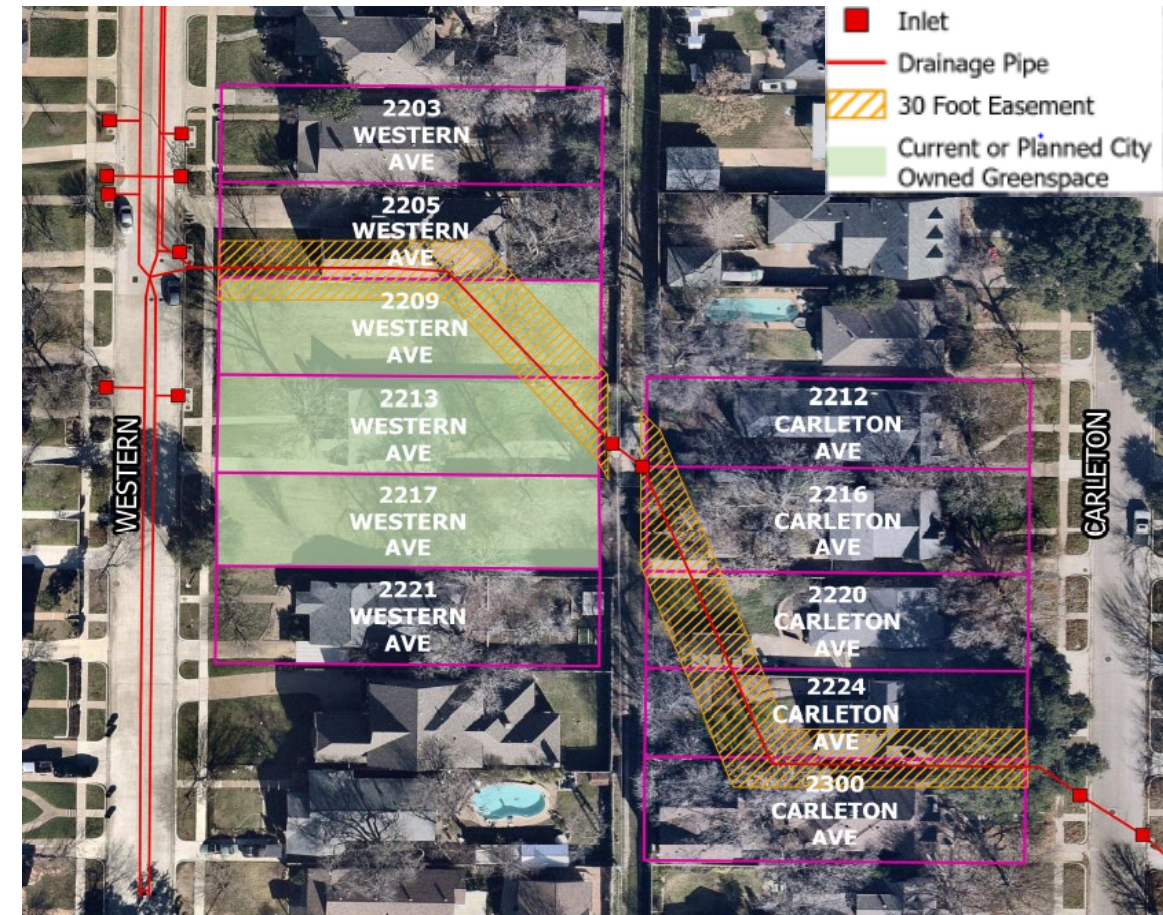 Inlet
Drainage Pipe
30 Foot Easement
Current or Planned City
Owned Greenspace
2203
WESTERN
AVE
2205
WESTERN
AVE
2209
WESTERN
AVE
2213
WESTERN
AVE
2217
WESTERN
AVE
2221
WESTERN
AVE
WESTERN
2212
CARLETON
AVE
2216
CARLETON
AVE
2220
CARLETON
AVE
2224
CARLETON
AVE
2300
CARLETON
AVE
CARLETON